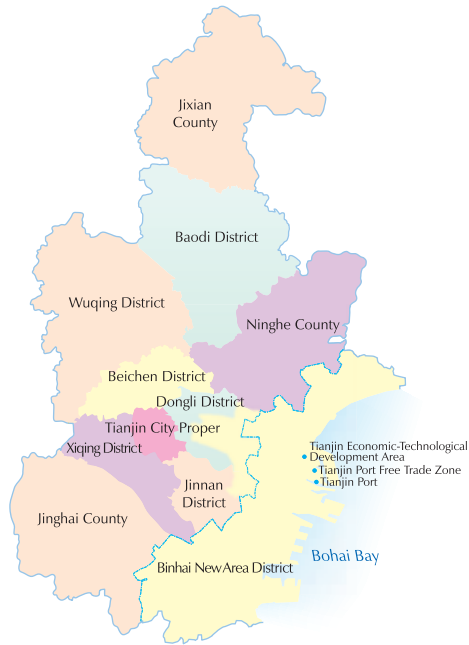 Jixian
County
Baodi District
Wuqing District
Ninghe County
Beichen District
Dongli District
Tianjin City Proper
Xiqing District
Tianjin Economic-Technological
Development Area
Tianjin Port Free Trade Zone
Tianjin Port
Jinnan
District
Jinghai County
Bohai Bay
Binhai New Area District